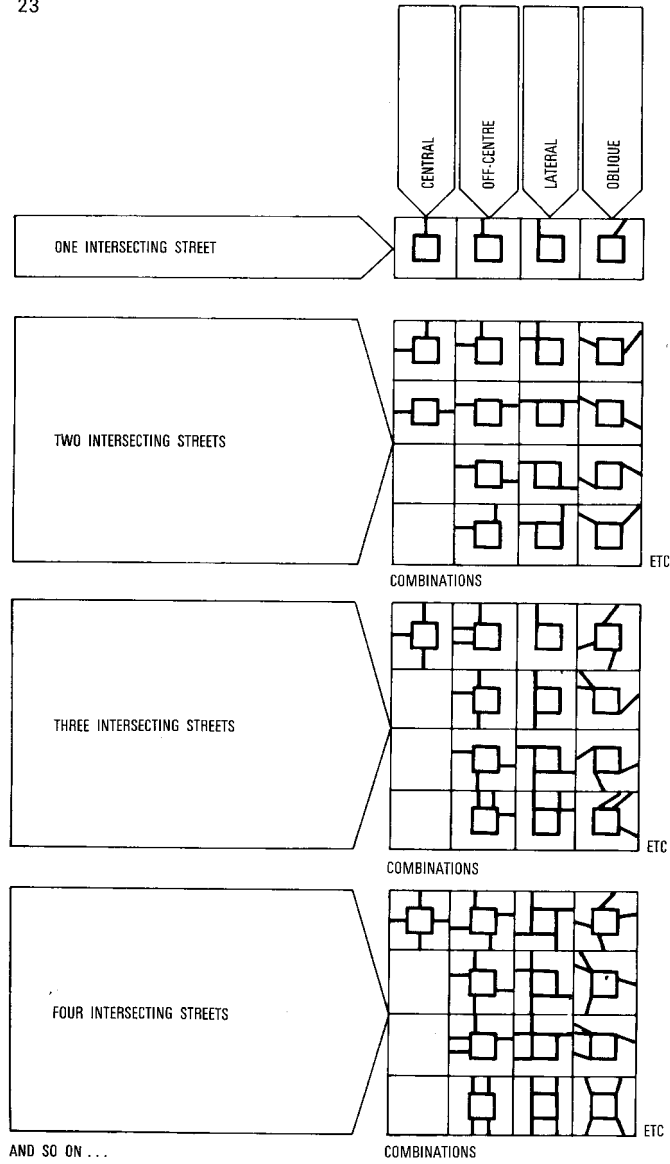 23
CENTRAL
OFF-CENTRE
LATERAL
OBLIQUE
ONE INTERSECTING STREET
TWO INTERSECTING STREETS
ETC
COMBINATIONS
THREE INTERSECTING STREETS
ETC
COMBINATIONS
FOUR INTERSECTING STREETS
ETC
AND SO ON ...
COMBINATIONS